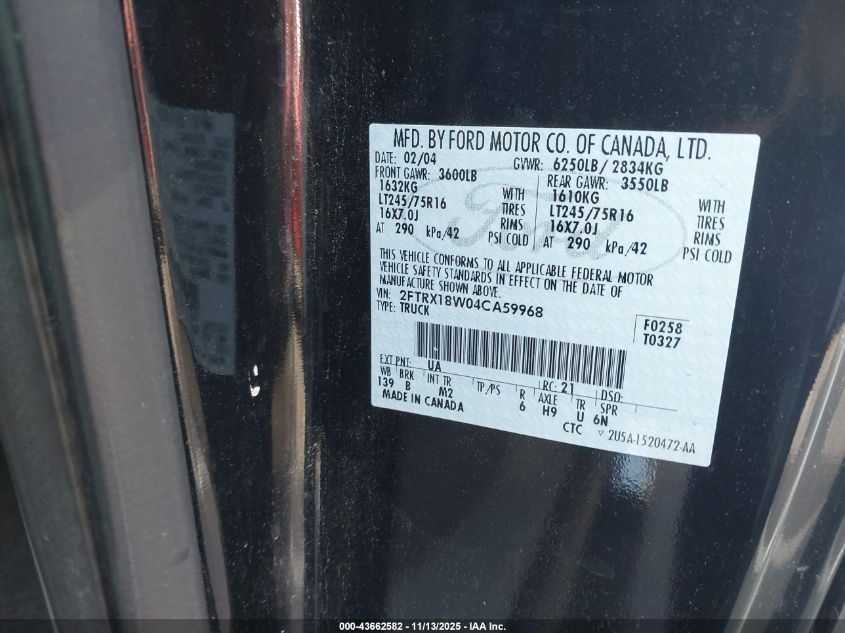 MFD. BY FORD MOTOR CO. OF CANADA, LTD.
DATE: 02/04 GVWR: 6250LB/ 2834KG
FRONT GAWR: 3600LB REAR GAWR: 3550LB
1632KG WITH 1610KG WITH
LT245/75R16 TIRES LT245/75R16 TIRES
16X7.0J RIMS 16X7.0J RIMS
AT 290 kPa/42 PSI COLD AT 290 kPa/42 PSI COLD
THIS VEHICLE CONFORMS TO ALL APPLICABLE FEDERAL MOTOR
VEHICLE SAFETY STANDARDS IN EFFECT ON THE DATE OF
MANUFACTURE SHOWN ABOVE.
VIN: 2FTRX18W04CA59968
TYPE: TRUCK
F0258
T0327
EXT PNT: UA RC: 21 DSO:
WB BRK INT TR TP/PS R AXLE TR SPR
139 B M2 6 H9 U 6N
MADE IN CANADA CTC 2U5A-1520472-AA
Ford
000-43662582 - 11/13/2025 - IAA Inc.